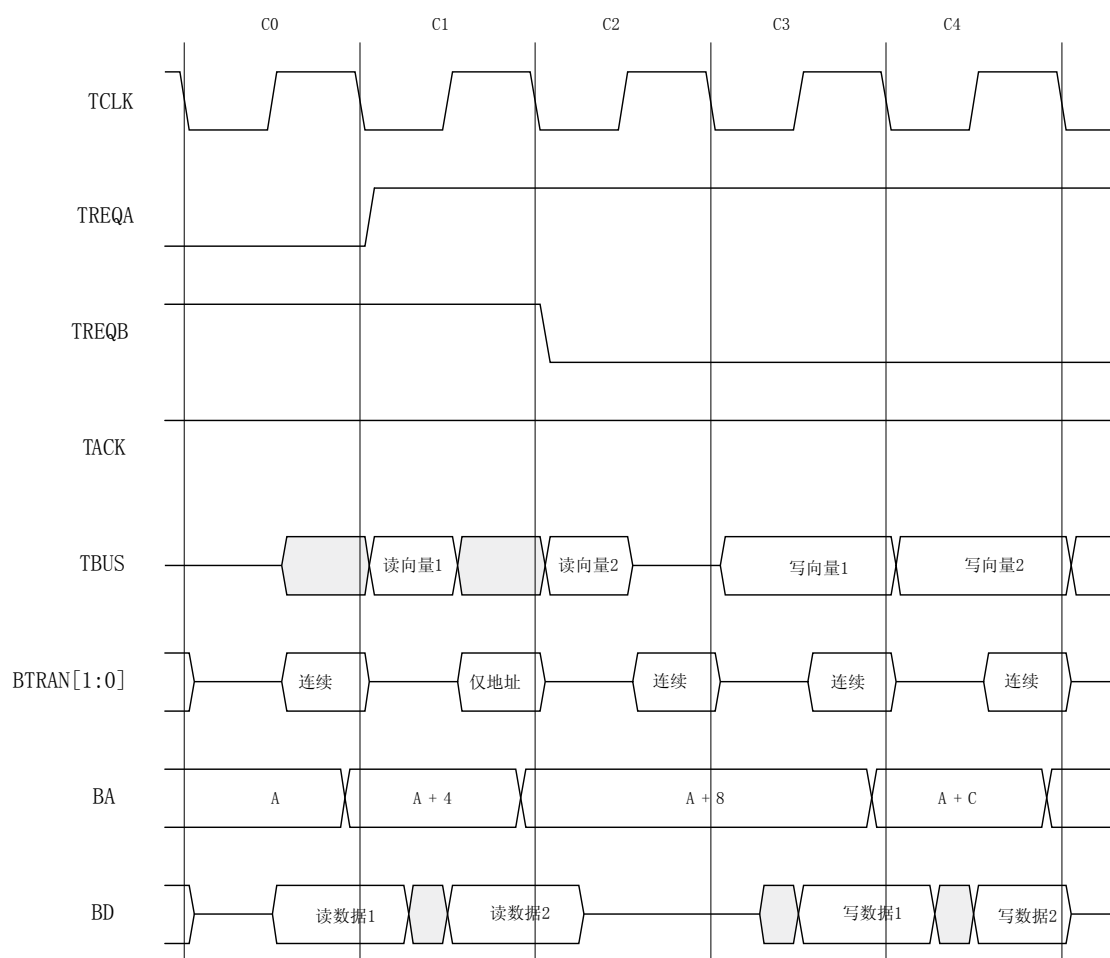 C0 C1 C2 C3 C4
TCLK
TREQA
TREQB
TACK
TBUS 读向量1 读向量2 写向量1 写向量2
BTRAN[1:0] 连续 仅地址 连续 连续 连续
BA A A + 4 A + 8 A + C
BD 读数据1 读数据2 写数据1 写数据2